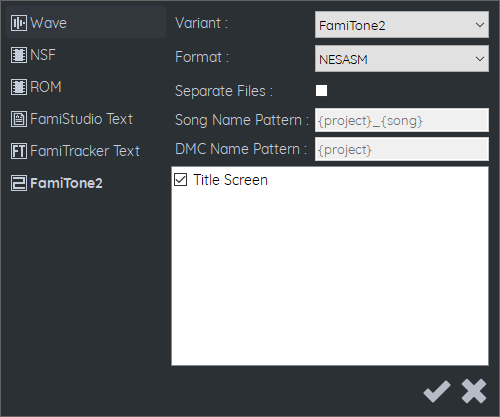 Wave
NSF
ROM
FamiStudio Text
FT FamiTracker Text
FamiTone2
Variant : FamiTone2
Format : NESASM
Separate Files :
Song Name Pattern : {project}_{song}
DMC Name Pattern : {project}
Title Screen